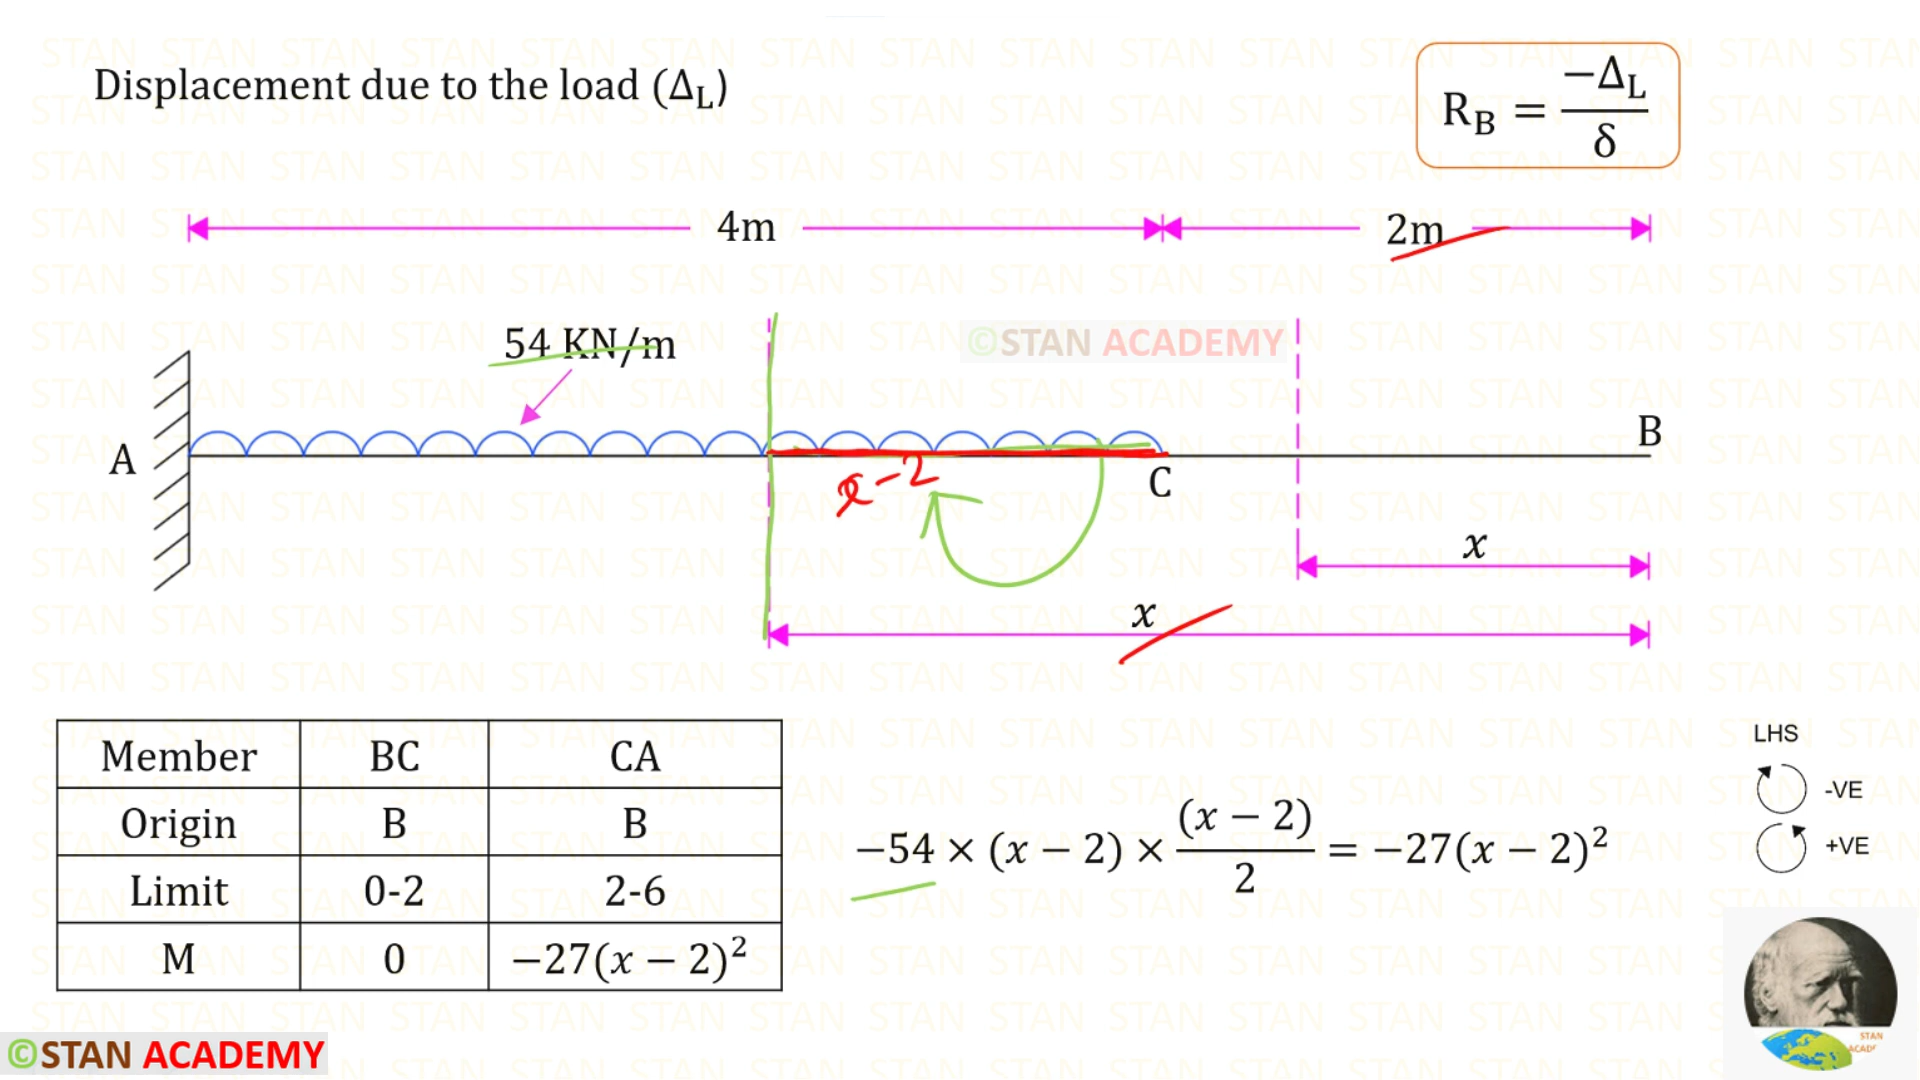 Displacement due to the load (Δ_L)
R_B = −Δ_L / δ
4m
2m
54 KN/m
©STAN ACADEMY
A
B
C
x−2
x
x
Member BC CA
Origin B B
Limit 0-2 2-6
M 0 −27(x − 2)²
−54 × (x − 2) × (x − 2) / 2 = −27(x − 2)²
LHS
-VE
+VE
STAN
ACAD
©STAN ACADEMY